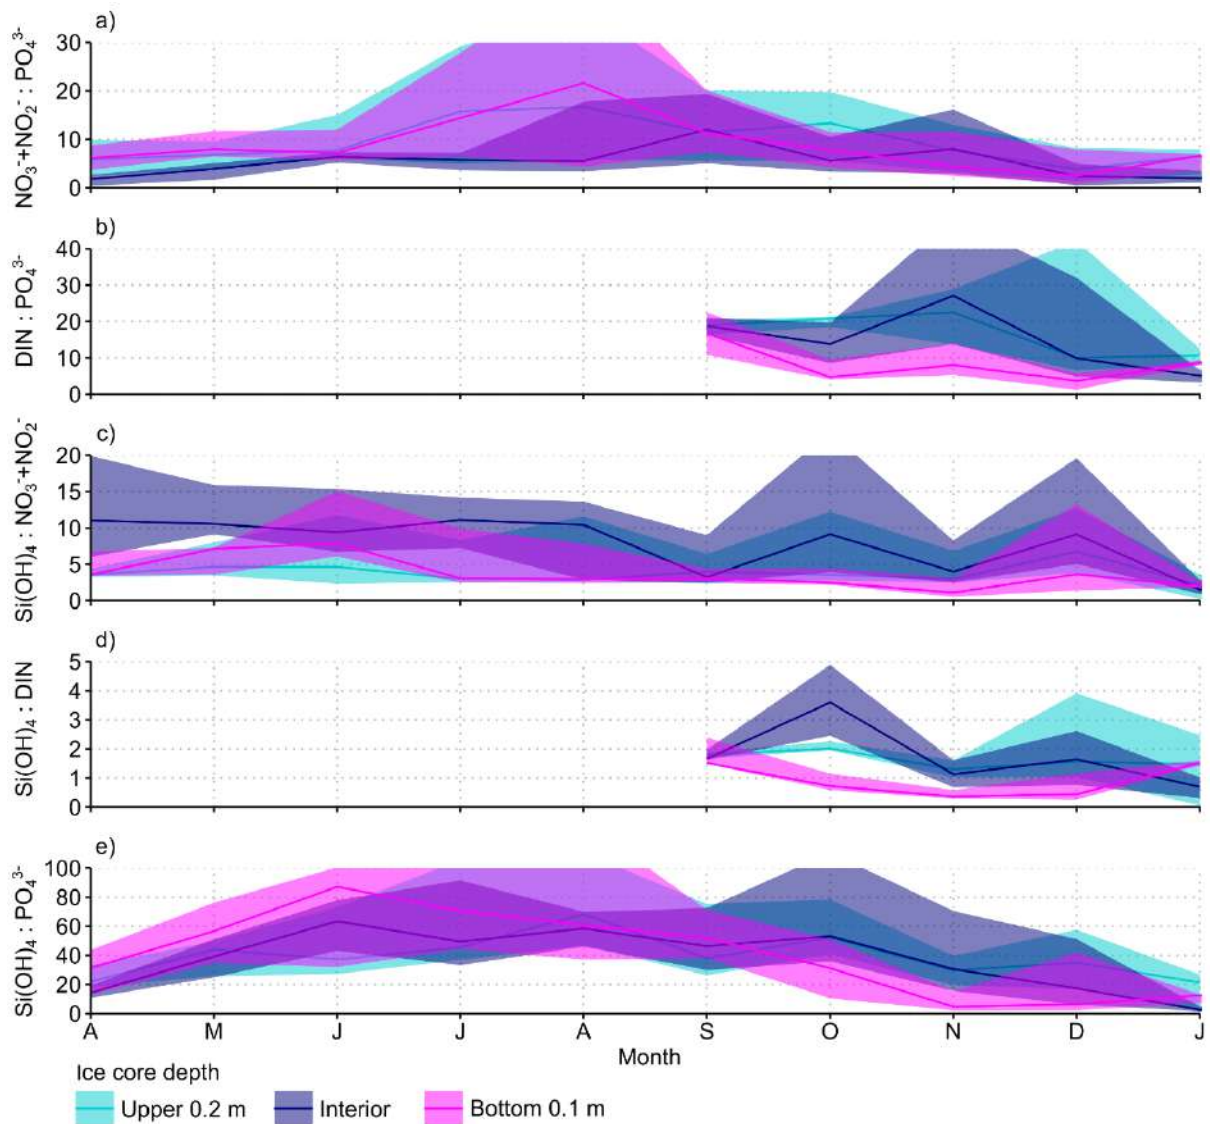 a)
NO₃⁻+NO₂⁻ : PO₄³⁻
30
20
10
0
b)
DIN : PO₄³⁻
40
30
20
10
0
c)
Si(OH)₄ : NO₃⁻+NO₂⁻
20
15
10
5
0
d)
Si(OH)₄ : DIN
5
4
3
2
1
0
e)
Si(OH)₄ : PO₄³⁻
100
80
60
40
20
0
A M J J A S O N D J
Month
Ice core depth
Upper 0.2 m Interior Bottom 0.1 m